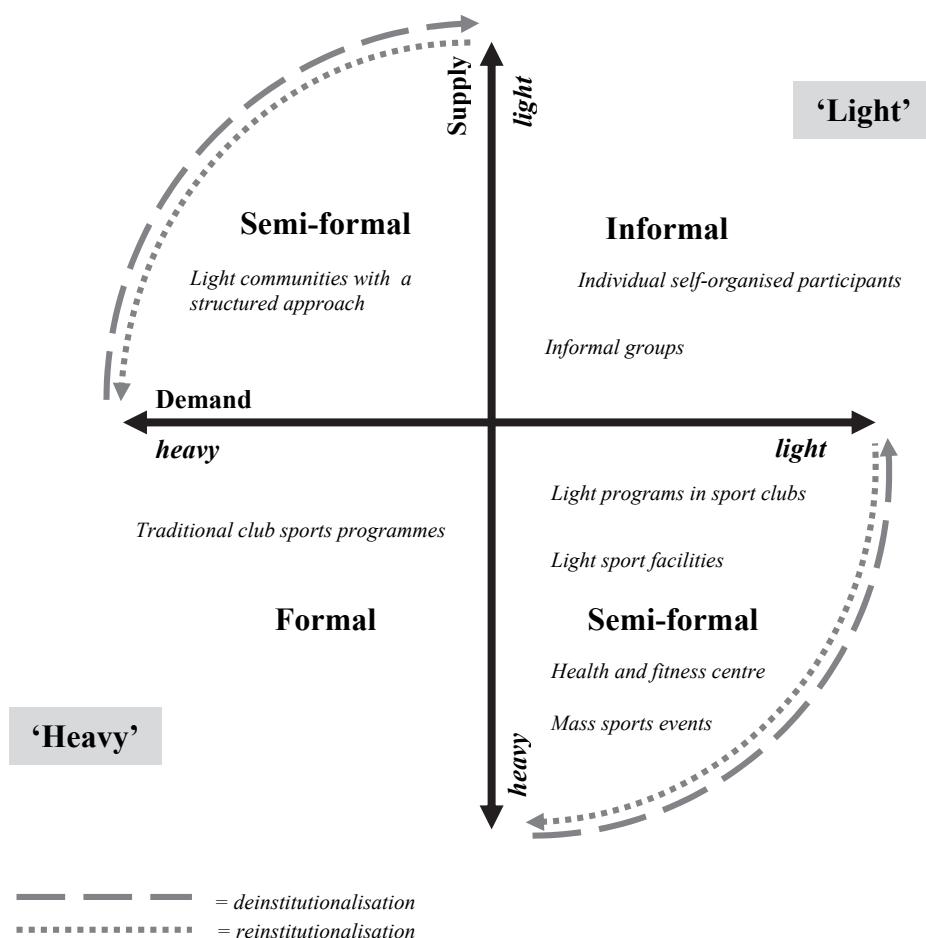 Supply
light
‘Light’
Semi-formal
Informal
Light communities with a
structured approach
Individual self-organised participants
Informal groups
Demand
heavy
light
Light programs in sport clubs
Traditional club sports programmes
Light sport facilities
Formal
Semi-formal
Health and fitness centre
Mass sports events
‘Heavy’
heavy
= deinstitutionalisation
= reinstitutionalisation